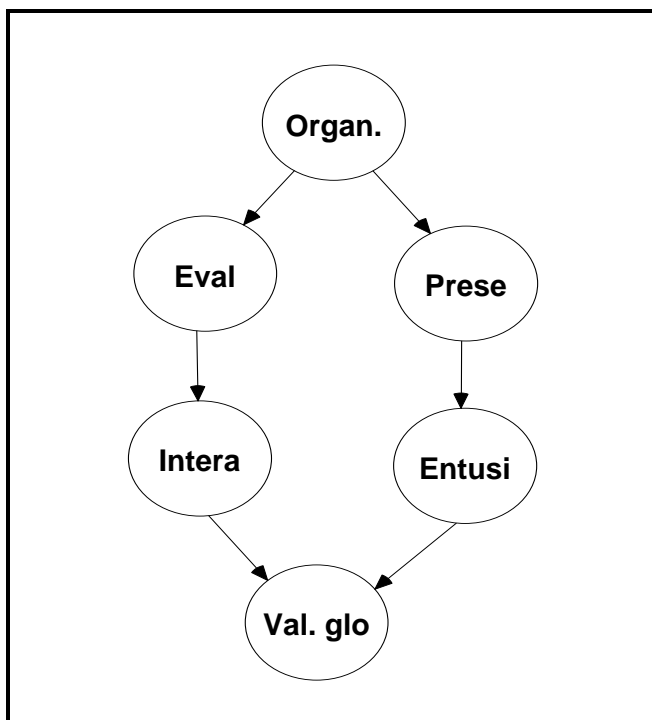 Organ.
Eval
Prese
Intera
Entusi
Val. glo